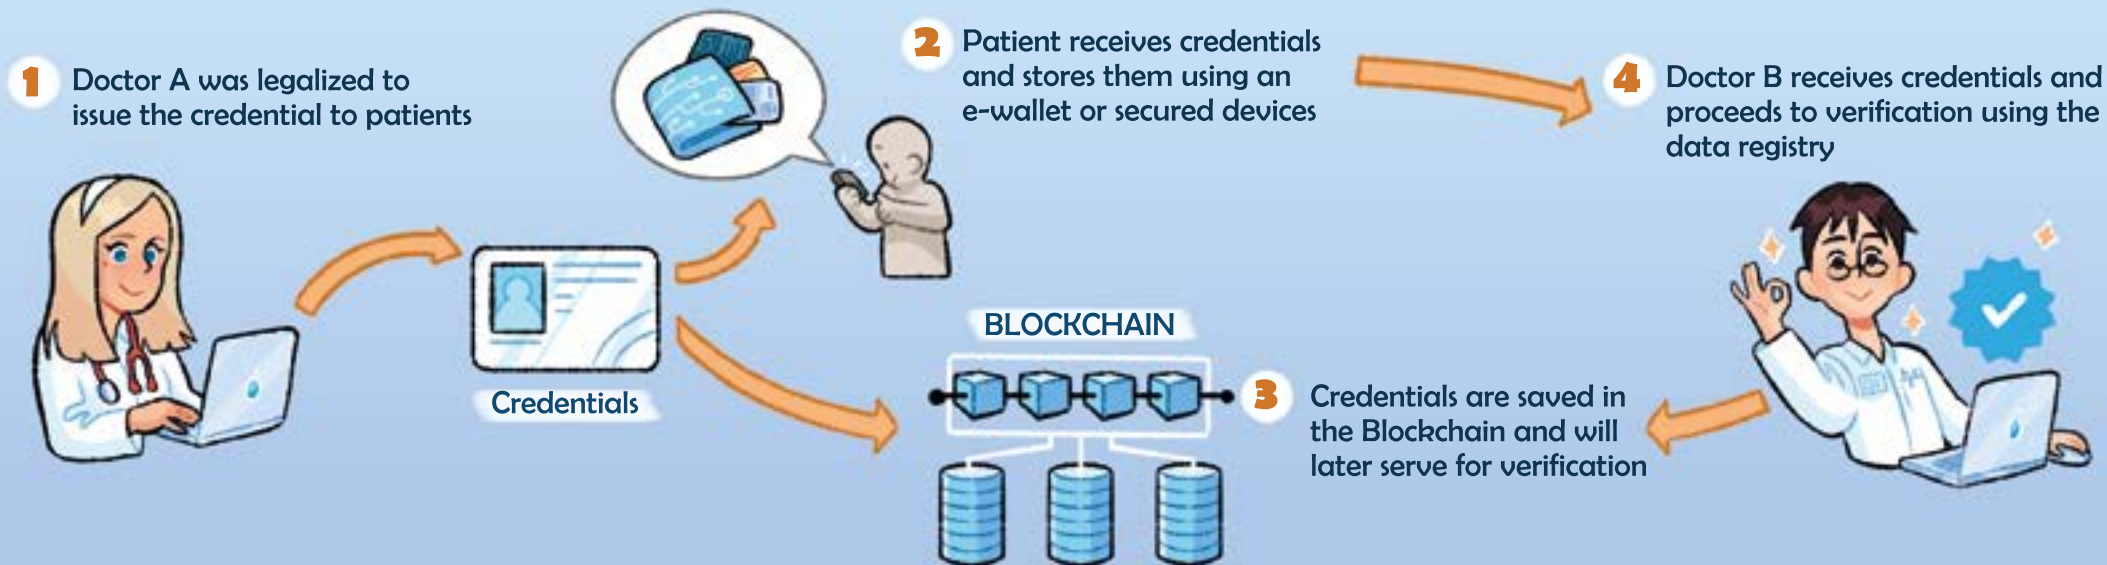 1
Doctor A was legalized to
issue the credential to patients
2
Patient receives credentials
and stores them using an
e-wallet or secured devices
4
Doctor B receives credentials and
proceeds to verification using the
data registry
Credentials
BLOCKCHAIN
3
Credentials are saved in
the Blockchain and will
later serve for verification